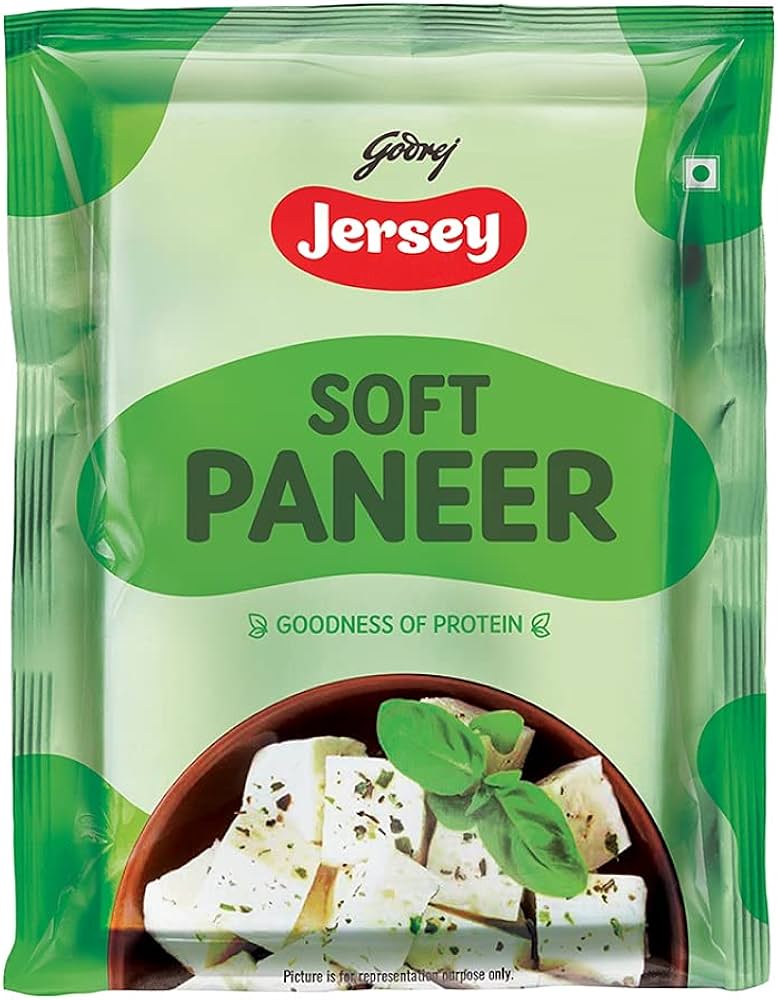 Godrej
Jersey
SOFT
PANEER
GOODNESS OF PROTEIN
Picture is for representation purpose only.